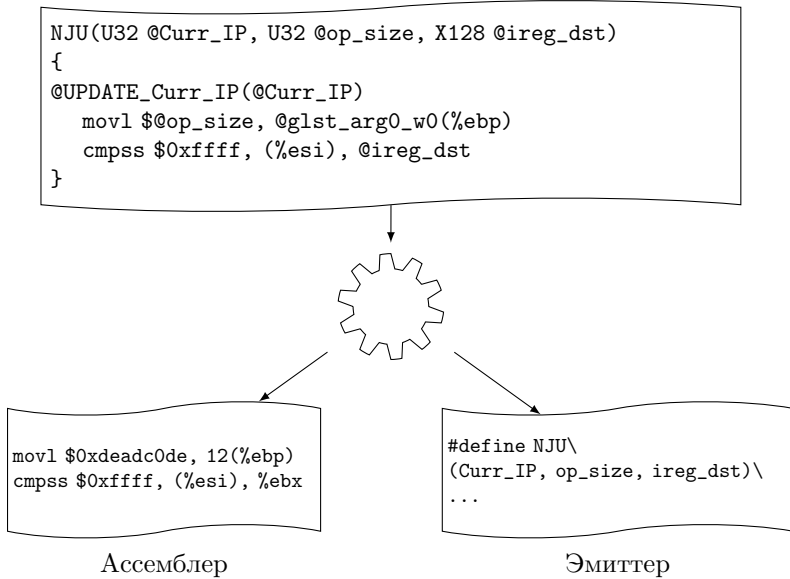 NJU(U32 @Curr_IP, U32 @op_size, X128 @ireg_dst)
{
@UPDATE_Curr_IP(@Curr_IP)
movl $@op_size, @glst_arg0_w0(%ebp)
cmpss $0xffff, (%esi), @ireg_dst
}
movl $0xdeadc0de, 12(%ebp)
cmpss $0xffff, (%esi), %ebx
Ассемблер
#define NJU\
(Curr_IP, op_size, ireg_dst)\
...
Эмиттер